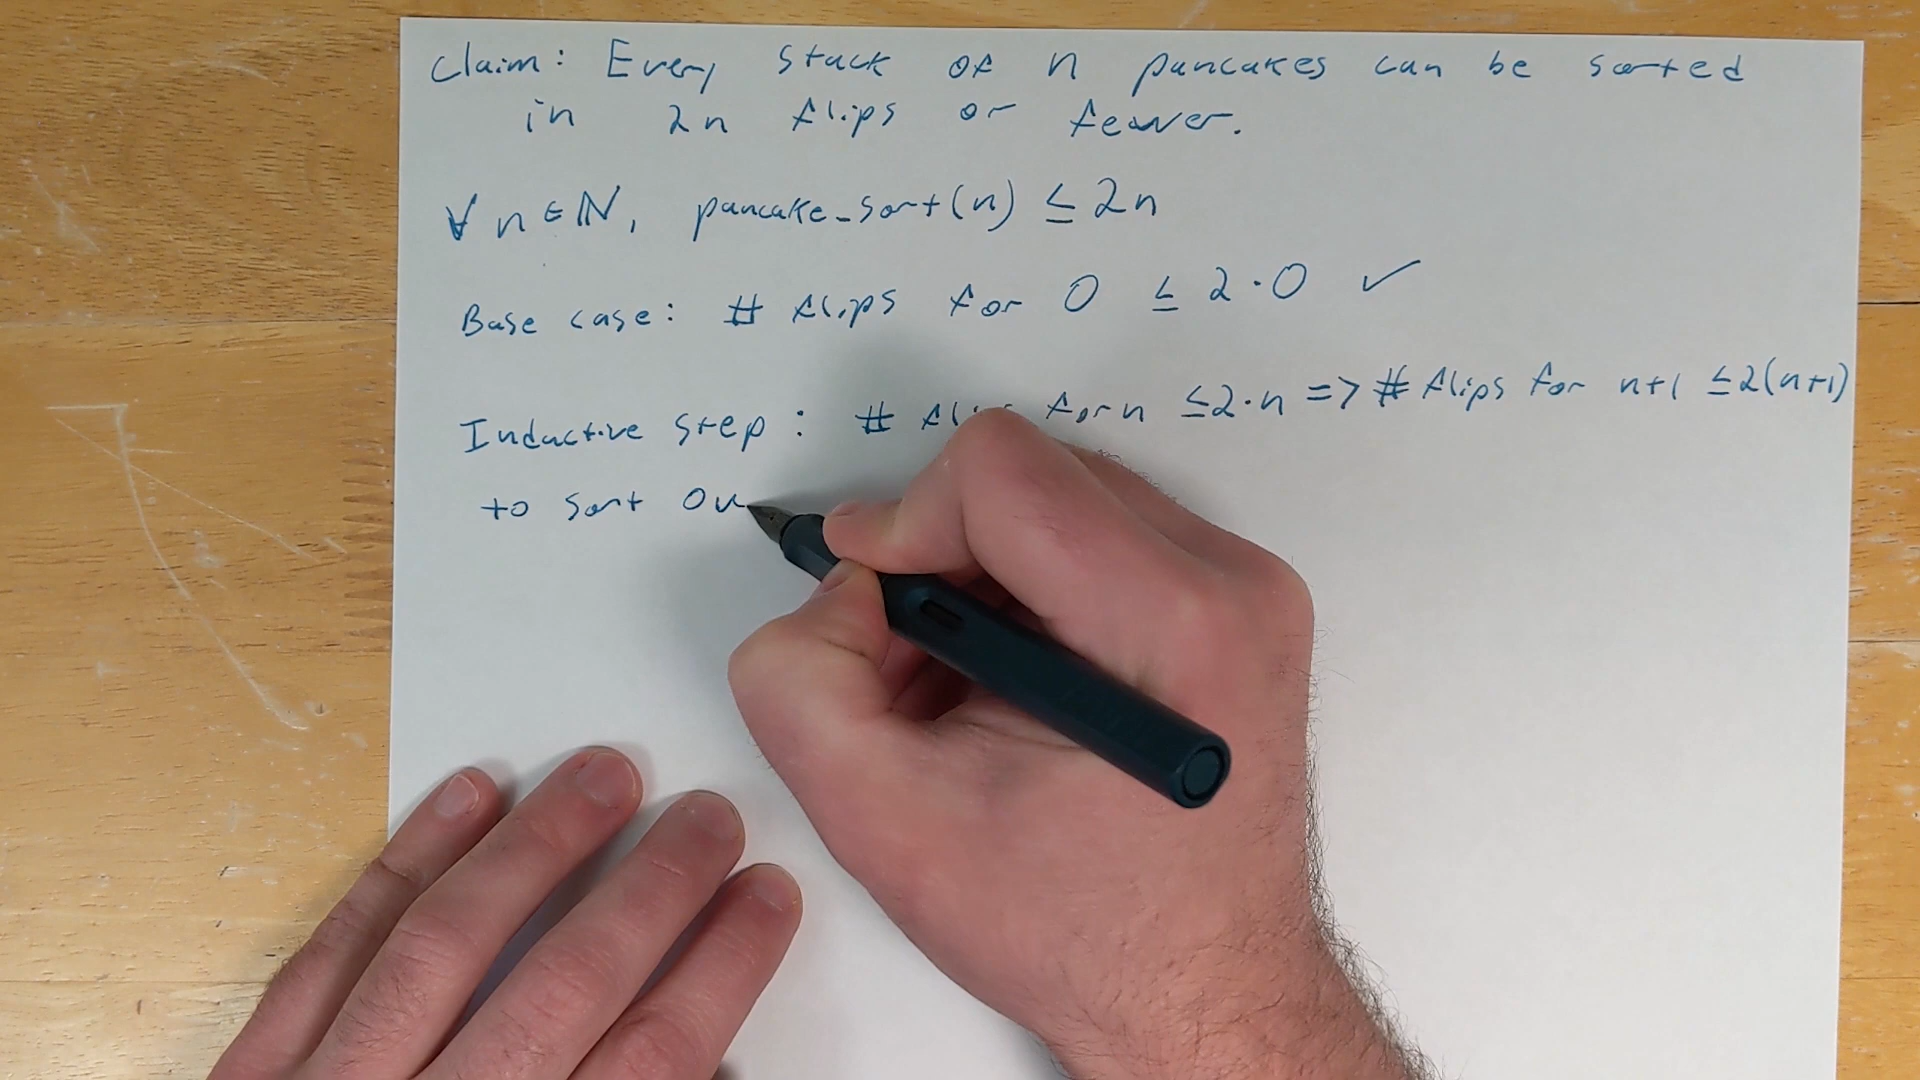 Claim: Every stack of n pancakes can be sorted
in 2n flips or fewer.
∀ n ∈ ℕ, pancake_sort(n) ≤ 2n
Base case: # flips for 0 ≤ 2·0 ✓
Inductive step: # for n ≤2·n => # flips for n+1 ≤2(n+1)
to sort ou